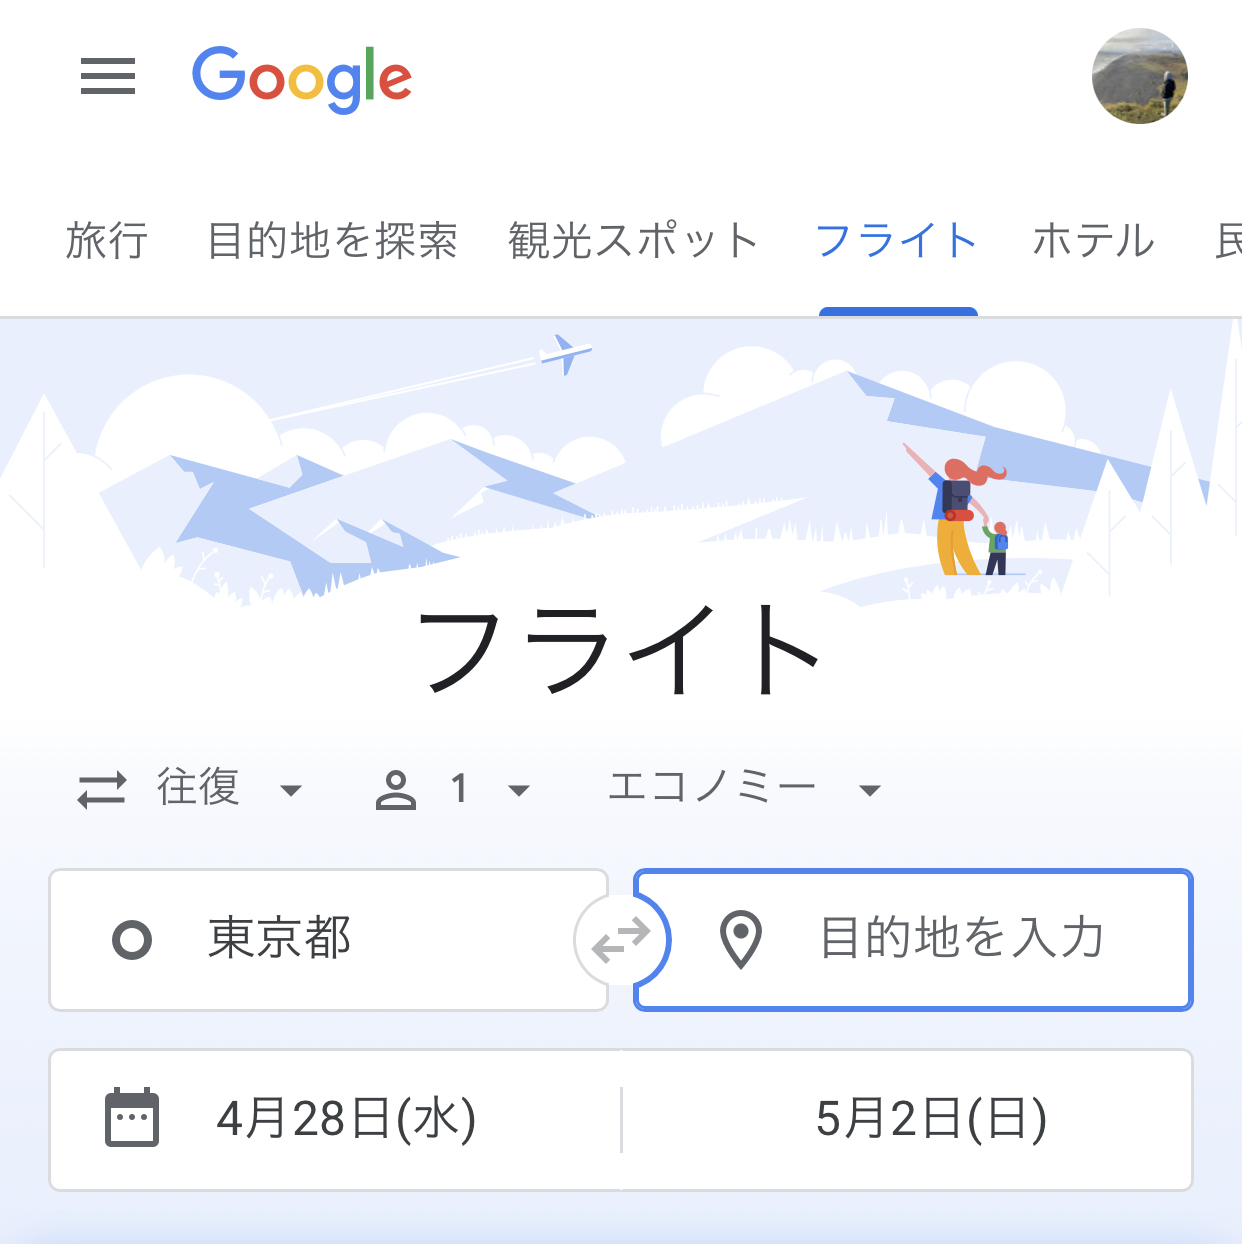 Google
旅行 目的地を探索 観光スポット フライト ホテル 民
フライト
往復 1 エコノミー
東京都 目的地を入力
4月28日(水) 5月2日(日)